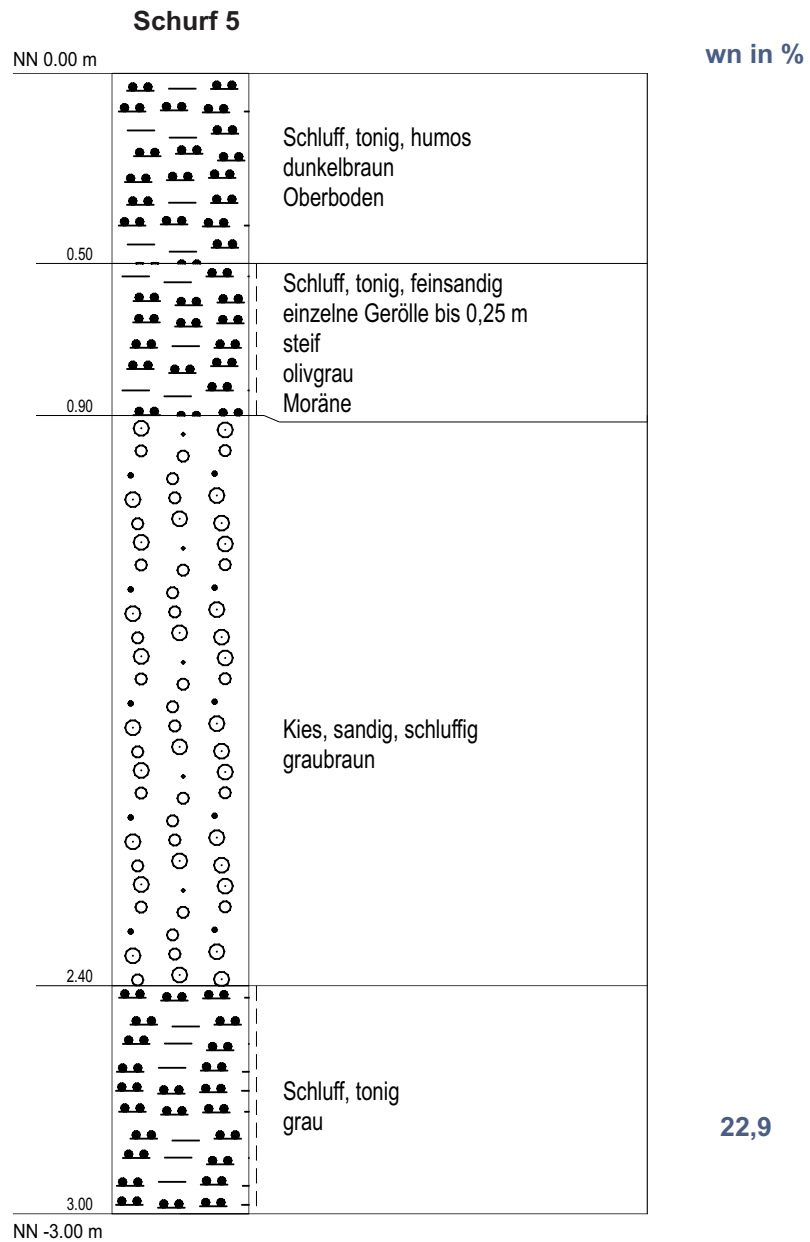 Schurf 5
wn in %
NN 0.00 m
Schluff, tonig, humos
dunkelbraun
Oberboden
0.50
Schluff, tonig, feinsandig
einzelne Gerölle bis 0,25 m
steif
olivgrau
Moräne
0.90
Kies, sandig, schluffig
graubraun
2.40
Schluff, tonig
grau
22,9
3.00
NN -3.00 m